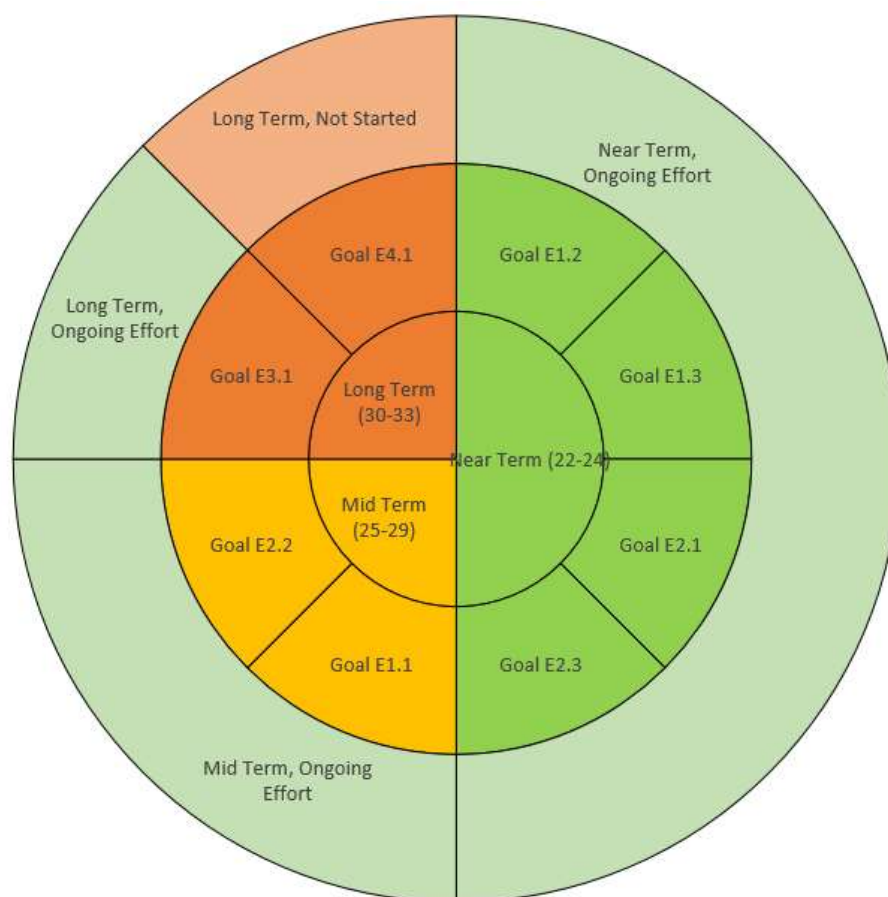 Long Term, Not Started
Near Term,
Ongoing Effort
Goal E4.1
Goal E1.2
Long Term,
Ongoing Effort
Goal E3.1
Goal E1.3
Long Term
(30-33)
Near Term (22-24)
Mid Term
(25-29)
Goal E2.2
Goal E2.1
Goal E1.1
Goal E2.3
Mid Term, Ongoing
Effort